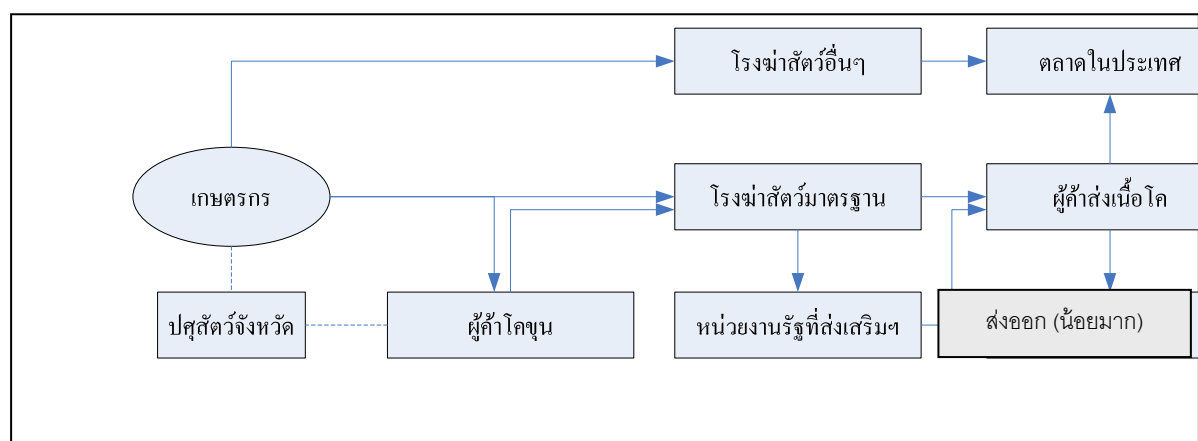 โรงฆ่าสัตว์อื่นๆ
ตลาดในประเทศ
เกษตรกร
โรงฆ่าสัตว์มาตรฐาน
ผู้ค้าส่งเนื้อโค
ปศุสัตว์จังหวัด
ผู้ค้าโคขุน
หน่วยงานรัฐที่ส่งเสริมฯ
ส่งออก (น้อยมาก)